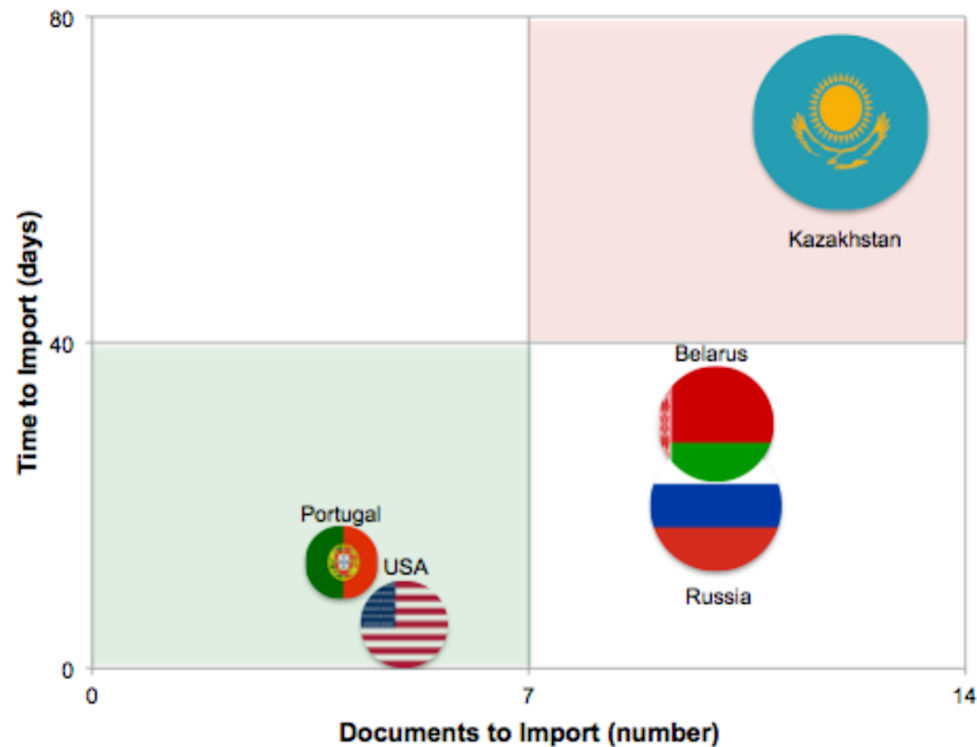 80
Kazakhstan
Time to Import (days)
40
Belarus
Portugal
USA
Russia
0
0
7
14
Documents to Import (number)